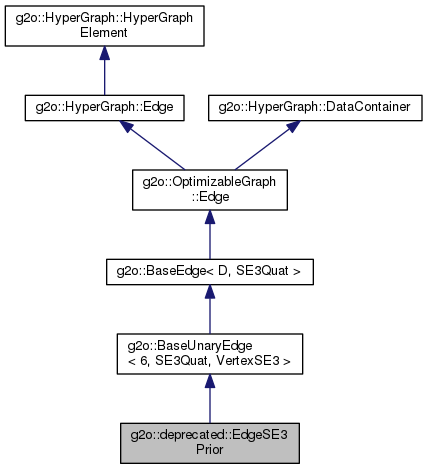 g2o::HyperGraph::HyperGraph
Element
g2o::HyperGraph::Edge
g2o::HyperGraph::DataContainer
g2o::OptimizableGraph
::Edge
g2o::BaseEdge< D, SE3Quat >
g2o::BaseUnaryEdge
< 6, SE3Quat, VertexSE3 >
g2o::deprecated::EdgeSE3
Prior